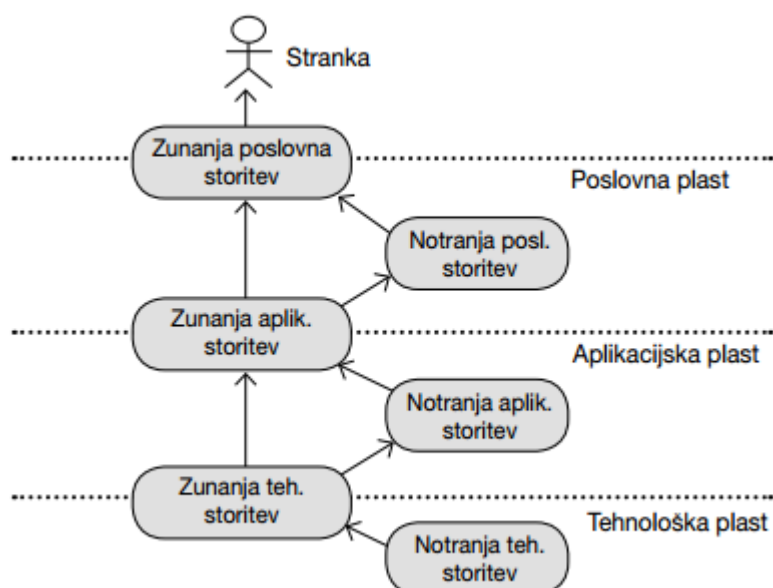 Stranka
Zunanja poslovna
storitev
Poslovna plast
Notranja posl.
storitev
Zunanja aplik.
storitev
Aplikacijska plast
Notranja aplik.
storitev
Zunanja teh.
storitev
Tehnološka plast
Notranja teh.
storitev